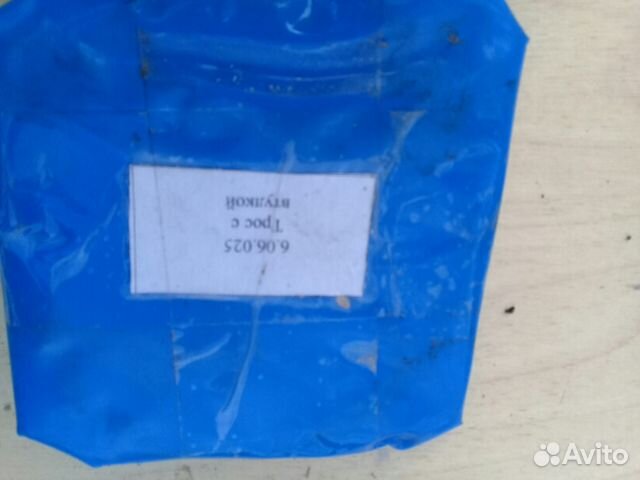 6.06.025
Трос с
втулкой
Avito